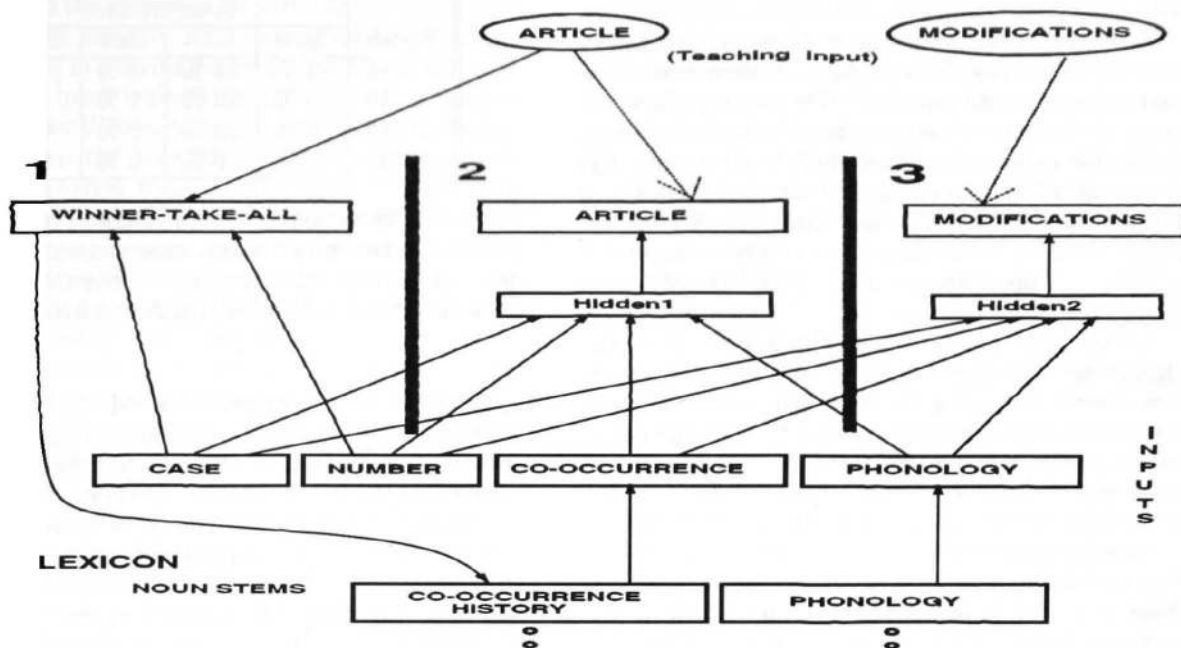 ARTICLE
(Teaching Input)
MODIFICATIONS
1
2
3
WINNER-TAKE-ALL
ARTICLE
MODIFICATIONS
Hidden1
Hidden2
CASE
NUMBER
CO-OCCURRENCE
PHONOLOGY
INPUTS
LEXICON
NOUN STEMS
CO-OCCURRENCE
HISTORY
PHONOLOGY